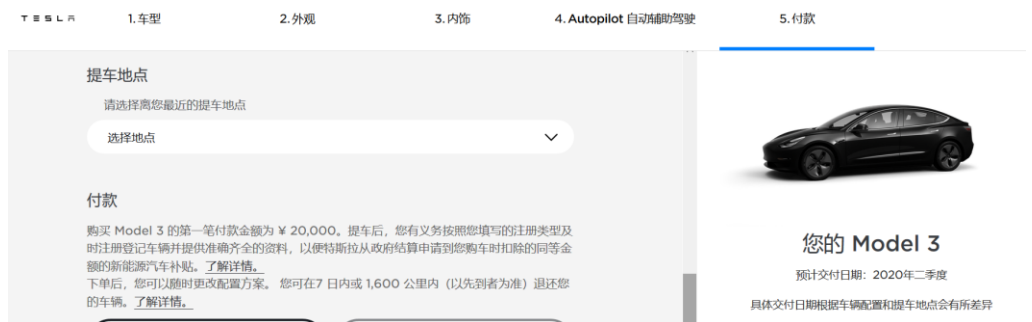 TESLA 1.车型 2.外观 3.内饰 4.Autopilot 自动辅助驾驶 5.付款
提车地点
请选择离您最近的提车地点
选择地点
付款
购买 Model 3 的第一笔付款金额为 ¥ 20,000。提车后，您有义务按照您填写的注册类型及
时注册登记车辆并提供准确齐全的资料，以便特斯拉从政府结算申请到您购车时扣除的同等金
额的新能源汽车补贴。了解详情。
下单后，您可以随时更改配置方案。 您可在7 日内或 1,600 公里内（以先到者为准）退还您
的车辆。了解详情。
您的 Model 3
预计交付日期：2020年二季度
具体交付日期根据车辆配置和提车地点会有所差异